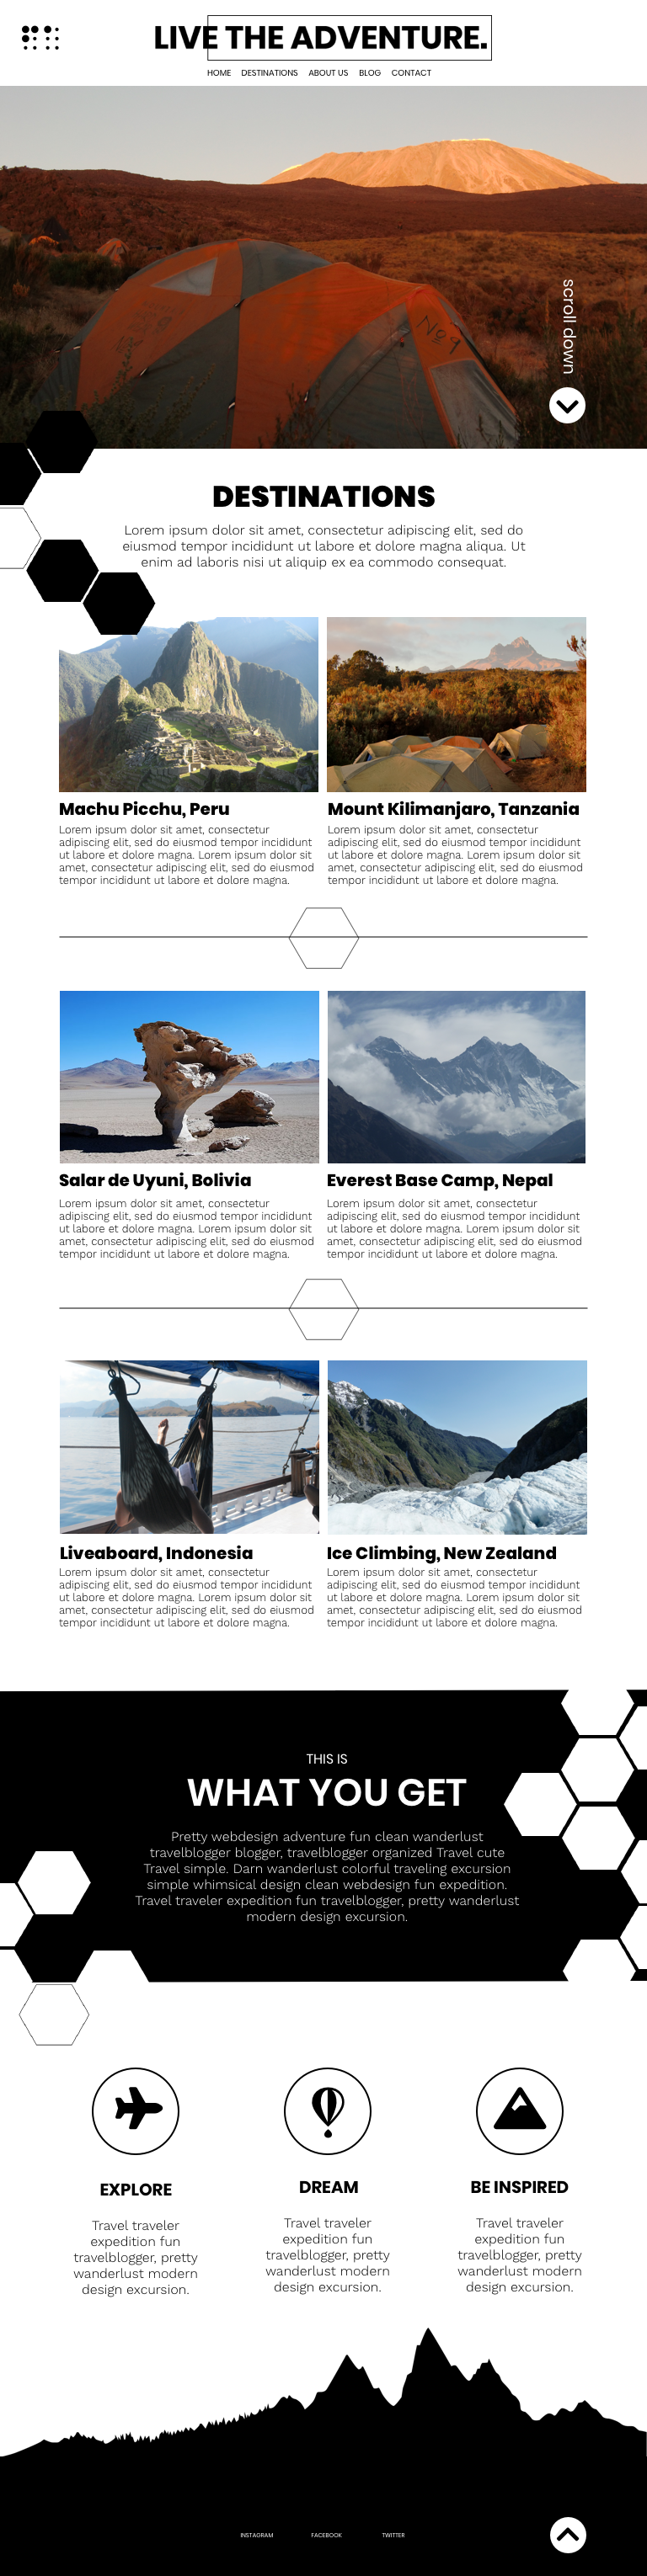 LIVE THE ADVENTURE.
HOME DESTINATIONS ABOUT US BLOG CONTACT
Nº 1
scroll down
DESTINATIONS
Lorem ipsum dolor sit amet, consectetur adipiscing elit, sed do
eiusmod tempor incididunt ut labore et dolore magna aliqua. Ut
enim ad laboris nisi ut aliquip ex ea commodo consequat.
Machu Picchu, Peru
Lorem ipsum dolor sit amet, consectetur
adipiscing elit, sed do eiusmod tempor incididunt
ut labore et dolore magna. Lorem ipsum dolor sit
amet, consectetur adipiscing elit, sed do eiusmod
tempor incididunt ut labore et dolore magna.
Mount Kilimanjaro, Tanzania
Lorem ipsum dolor sit amet, consectetur
adipiscing elit, sed do eiusmod tempor incididunt
ut labore et dolore magna. Lorem ipsum dolor sit
amet, consectetur adipiscing elit, sed do eiusmod
tempor incididunt ut labore et dolore magna.
Salar de Uyuni, Bolivia
Lorem ipsum dolor sit amet, consectetur
adipiscing elit, sed do eiusmod tempor incididunt
ut labore et dolore magna. Lorem ipsum dolor sit
amet, consectetur adipiscing elit, sed do eiusmod
tempor incididunt ut labore et dolore magna.
Everest Base Camp, Nepal
Lorem ipsum dolor sit amet, consectetur
adipiscing elit, sed do eiusmod tempor incididunt
ut labore et dolore magna. Lorem ipsum dolor sit
amet, consectetur adipiscing elit, sed do eiusmod
tempor incididunt ut labore et dolore magna.
Liveaboard, Indonesia
Lorem ipsum dolor sit amet, consectetur
adipiscing elit, sed do eiusmod tempor incididunt
ut labore et dolore magna. Lorem ipsum dolor sit
amet, consectetur adipiscing elit, sed do eiusmod
tempor incididunt ut labore et dolore magna.
Ice Climbing, New Zealand
Lorem ipsum dolor sit amet, consectetur
adipiscing elit, sed do eiusmod tempor incididunt
ut labore et dolore magna. Lorem ipsum dolor sit
amet, consectetur adipiscing elit, sed do eiusmod
tempor incididunt ut labore et dolore magna.
THIS IS
WHAT YOU GET
Pretty webdesign adventure fun clean wanderlust
travelblogger blogger, travelblogger organized Travel cute
Travel simple. Darn wanderlust colorful traveling excursion
simple whimsical design clean webdesign fun expedition.
Travel traveler expedition fun travelblogger, pretty wanderlust
modern design excursion.
EXPLORE
Travel traveler
expedition fun
travelblogger, pretty
wanderlust modern
design excursion.
DREAM
Travel traveler
expedition fun
travelblogger, pretty
wanderlust modern
design excursion.
BE INSPIRED
Travel traveler
expedition fun
travelblogger, pretty
wanderlust modern
design excursion.
INSTAGRAM FACEBOOK TWITTER